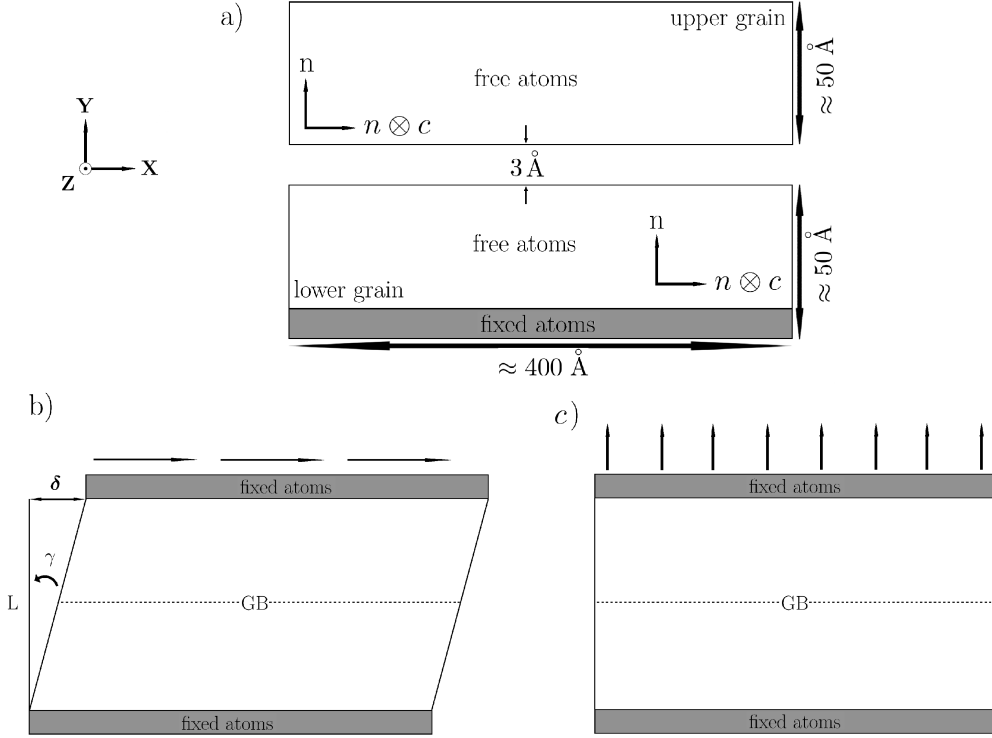 a)
upper grain
n
free atoms
n ⊗ c
≈ 50 Å
Y
Z
X
3 Å
n
free atoms
n ⊗ c
lower grain
≈ 50 Å
fixed atoms
≈ 400 Å
b)
δ
fixed atoms
γ
L
GB
fixed atoms
c)
fixed atoms
GB
fixed atoms